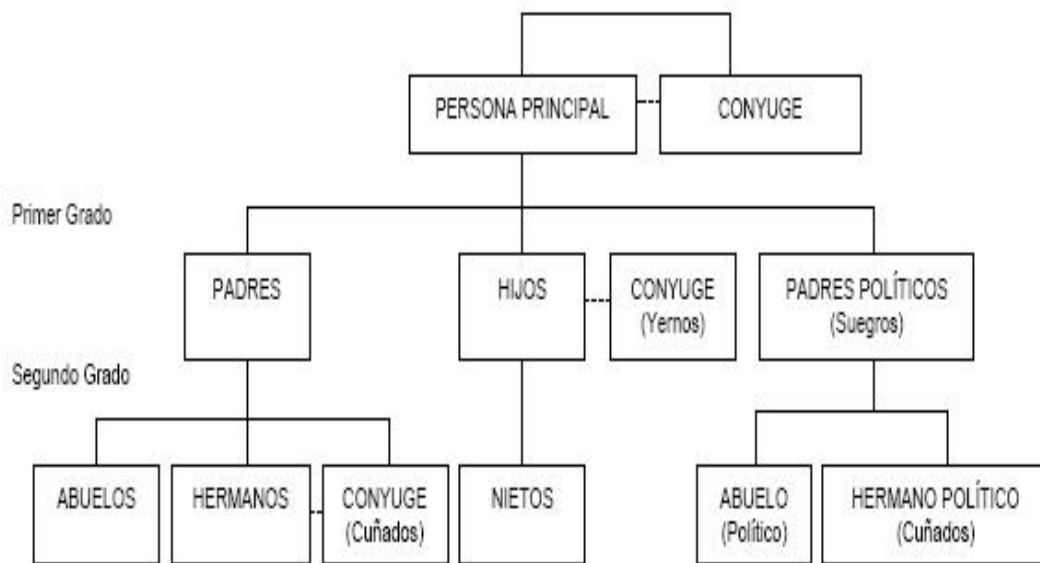 PERSONA PRINCIPAL
CONYUGE
Primer Grado
PADRES
HIJOS
CONYUGE
(Yernos)
PADRES POLÍTICOS
(Suegros)
Segundo Grado
ABUELOS
HERMANOS
CONYUGE
(Cuñados)
NIETOS
ABUELO
(Político)
HERMANO POLÍTICO
(Cuñados)